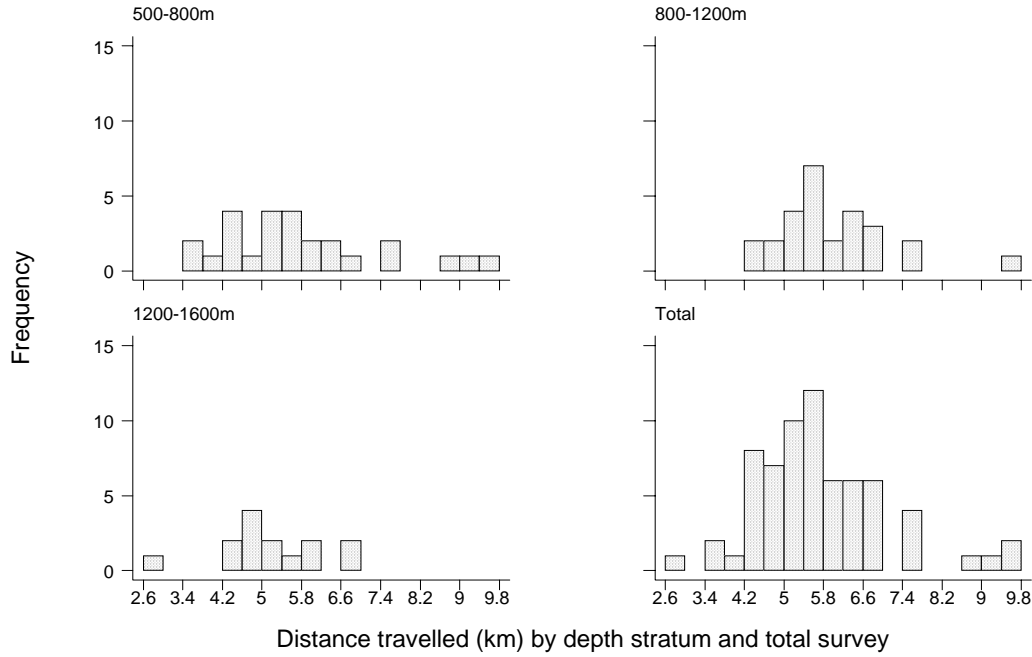 500-800m
800-1200m
15
10
5
0
1200-1600m
Total
Frequency
15
10
5
0
2.6 3.4 4.2 5 5.8 6.6 7.4 8.2 9 9.8
2.6 3.4 4.2 5 5.8 6.6 7.4 8.2 9 9.8
Distance travelled (km) by depth stratum and total survey